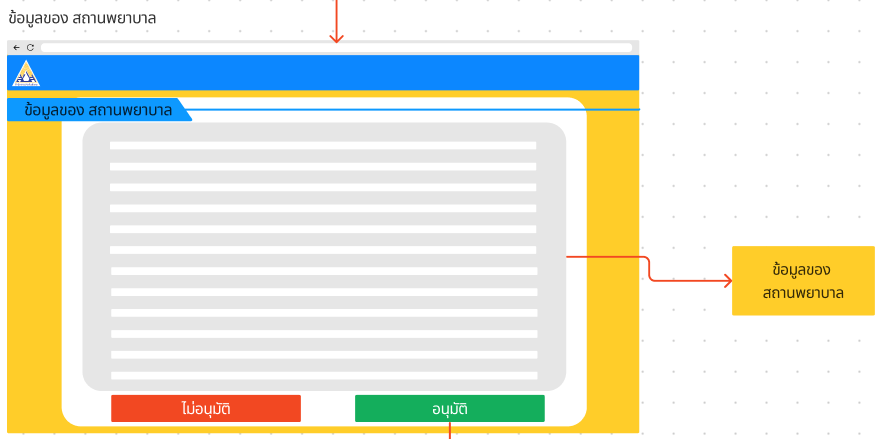 ข้อมูลของ สถานพยาบาล
ข้อมูลของ สถานพยาบาล
ข้อมูลของ
สถานพยาบาล
ไม่อนุมัติ
อนุมัติ